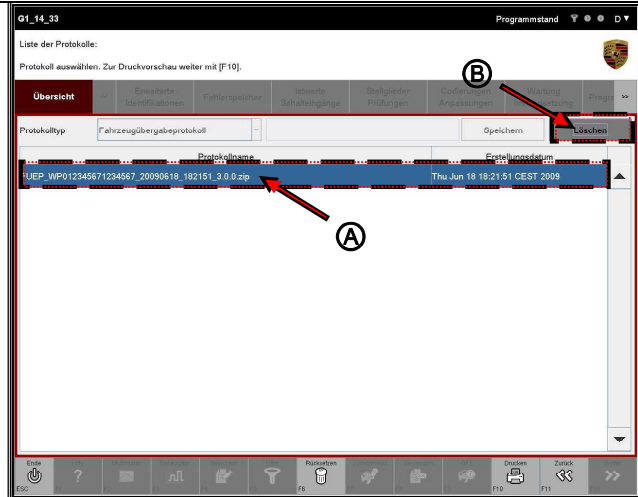 G1_14_33 Programmstand D
Liste der Protokolle:
Protokoll auswählen. Zur Druckvorschau weiter mit [F10].
B
Übersicht Erweiterte Identifikationen Fehlerspeicher Istwerte Stellglieder Prüfungen Codierungen Anpassungen Wartung >>
Protokolltyp Fahrzeugübergabeprotokoll Speichern Löschen
Protokollname Erstellungsdatum
UEP_WP012345671234567_20090618_182151_3.0.0.zip Thu Jun 18 18:21:51 CEST 2009
A
Ende Rücksetzen Drucken Zurück
ESC F6 F10 F11